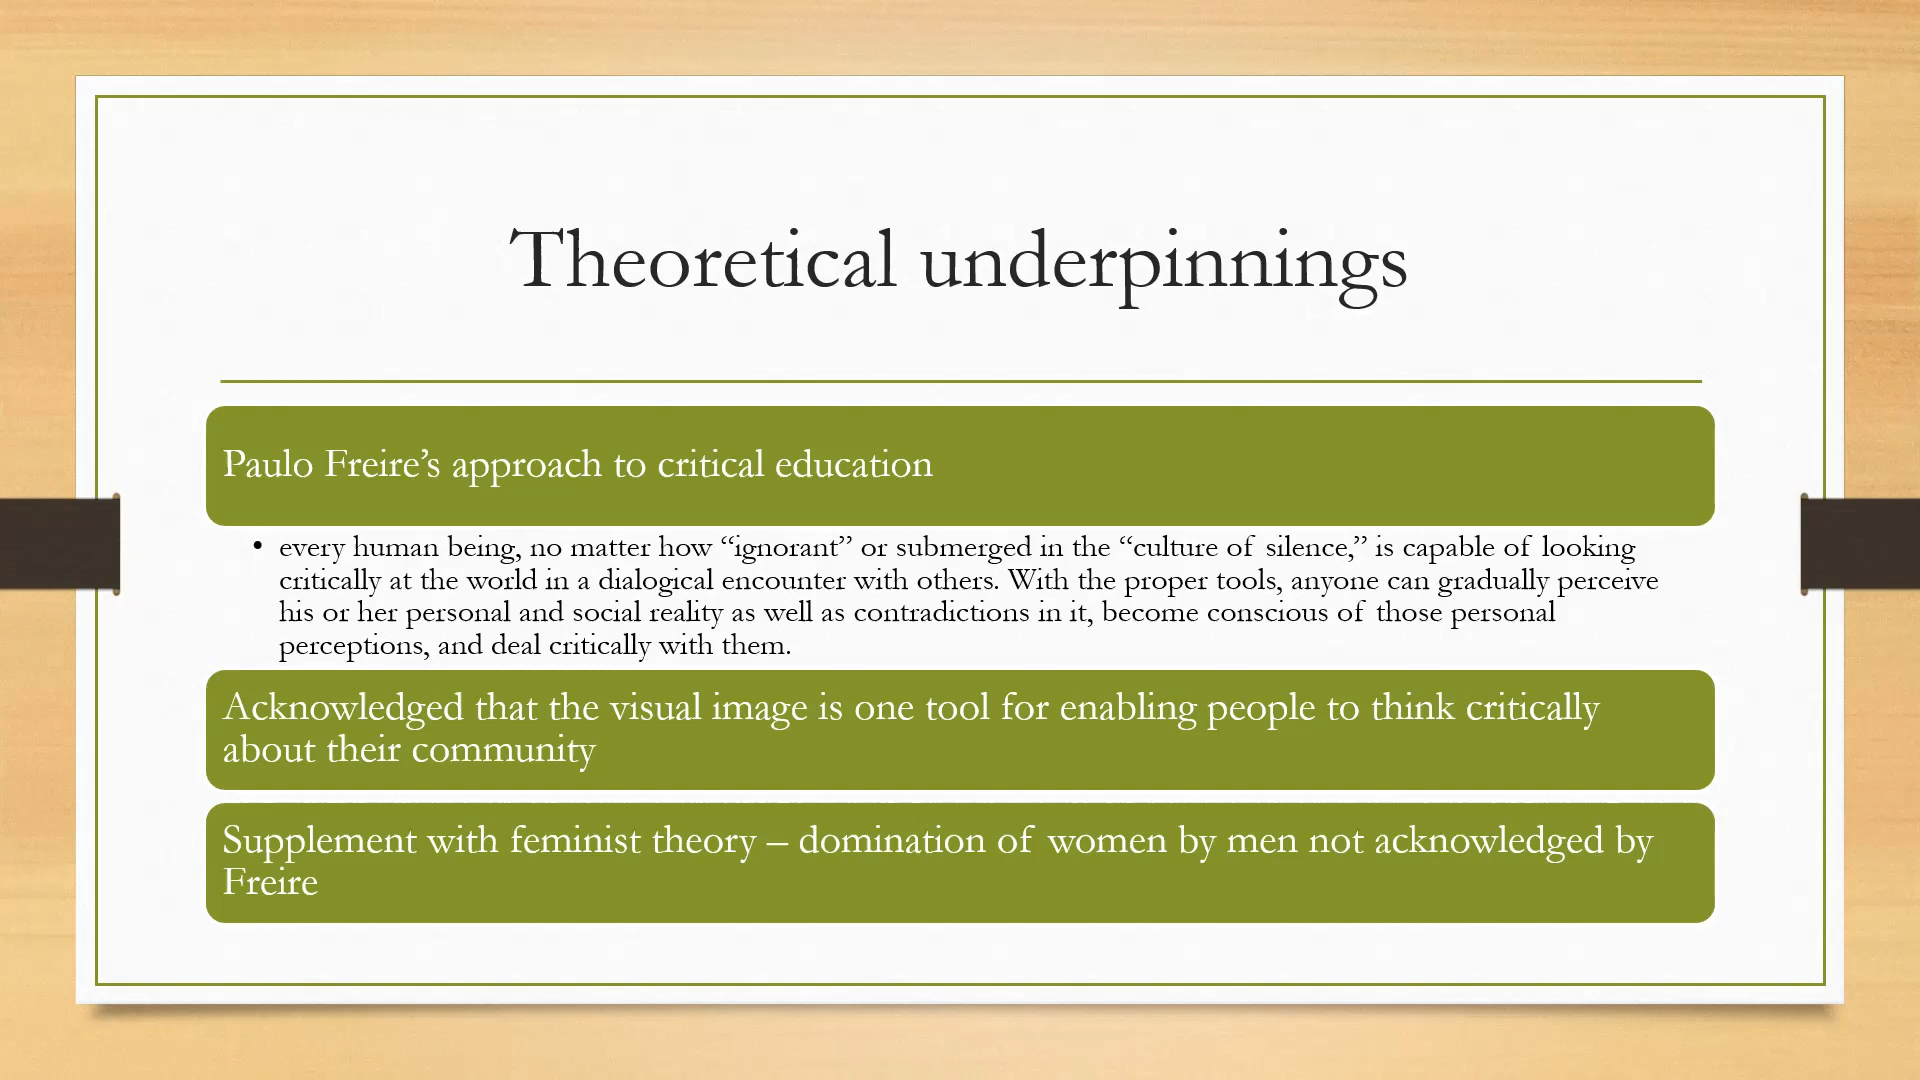 Theoretical underpinnings
Paulo Freire’s approach to critical education
• every human being, no matter how “ignorant” or submerged in the “culture of silence,” is capable of looking
critically at the world in a dialogical encounter with others. With the proper tools, anyone can gradually perceive
his or her personal and social reality as well as contradictions in it, become conscious of those personal
perceptions, and deal critically with them.
Acknowledged that the visual image is one tool for enabling people to think critically
about their community
Supplement with feminist theory – domination of women by men not acknowledged by
Freire